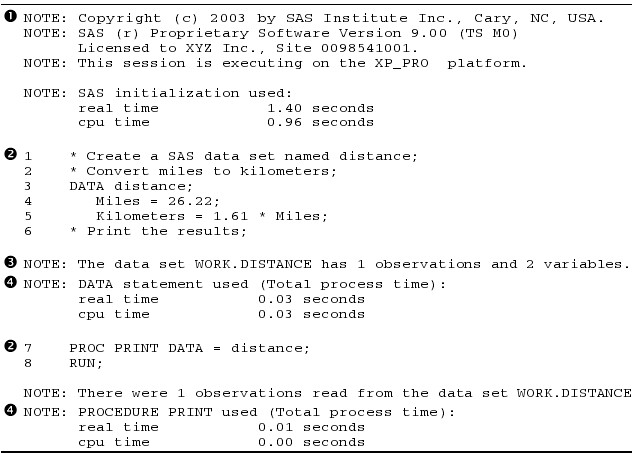 ❶ NOTE: Copyright (c) 2003 by SAS Institute Inc., Cary, NC, USA.
NOTE: SAS (r) Proprietary Software Version 9.00 (TS M0)
Licensed to XYZ Inc., Site 0098541001.
NOTE: This session is executing on the XP_PRO platform.
NOTE: SAS initialization used:
real time 1.40 seconds
cpu time 0.96 seconds
❷ 1 * Create a SAS data set named distance;
2 * Convert miles to kilometers;
3 DATA distance;
4 Miles = 26.22;
5 Kilometers = 1.61 * Miles;
6 * Print the results;
❸ NOTE: The data set WORK.DISTANCE has 1 observations and 2 variables.
❹ NOTE: DATA statement used (Total process time):
real time 0.03 seconds
cpu time 0.03 seconds
❷ 7 PROC PRINT DATA = distance;
8 RUN;
NOTE: There were 1 observations read from the data set WORK.DISTANCE
❹ NOTE: PROCEDURE PRINT used (Total process time):
real time 0.01 seconds
cpu time 0.00 seconds